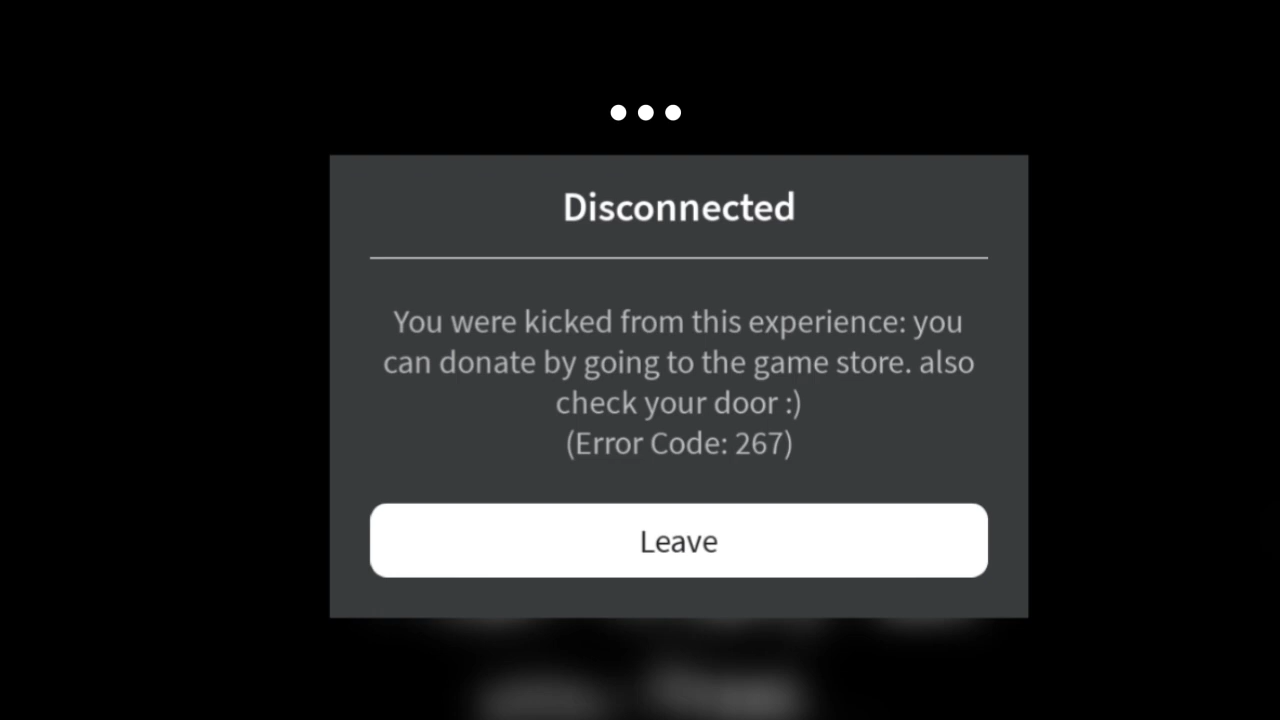 Disconnected
You were kicked from this experience: you
can donate by going to the game store. also
check your door :)
(Error Code: 267)
Leave